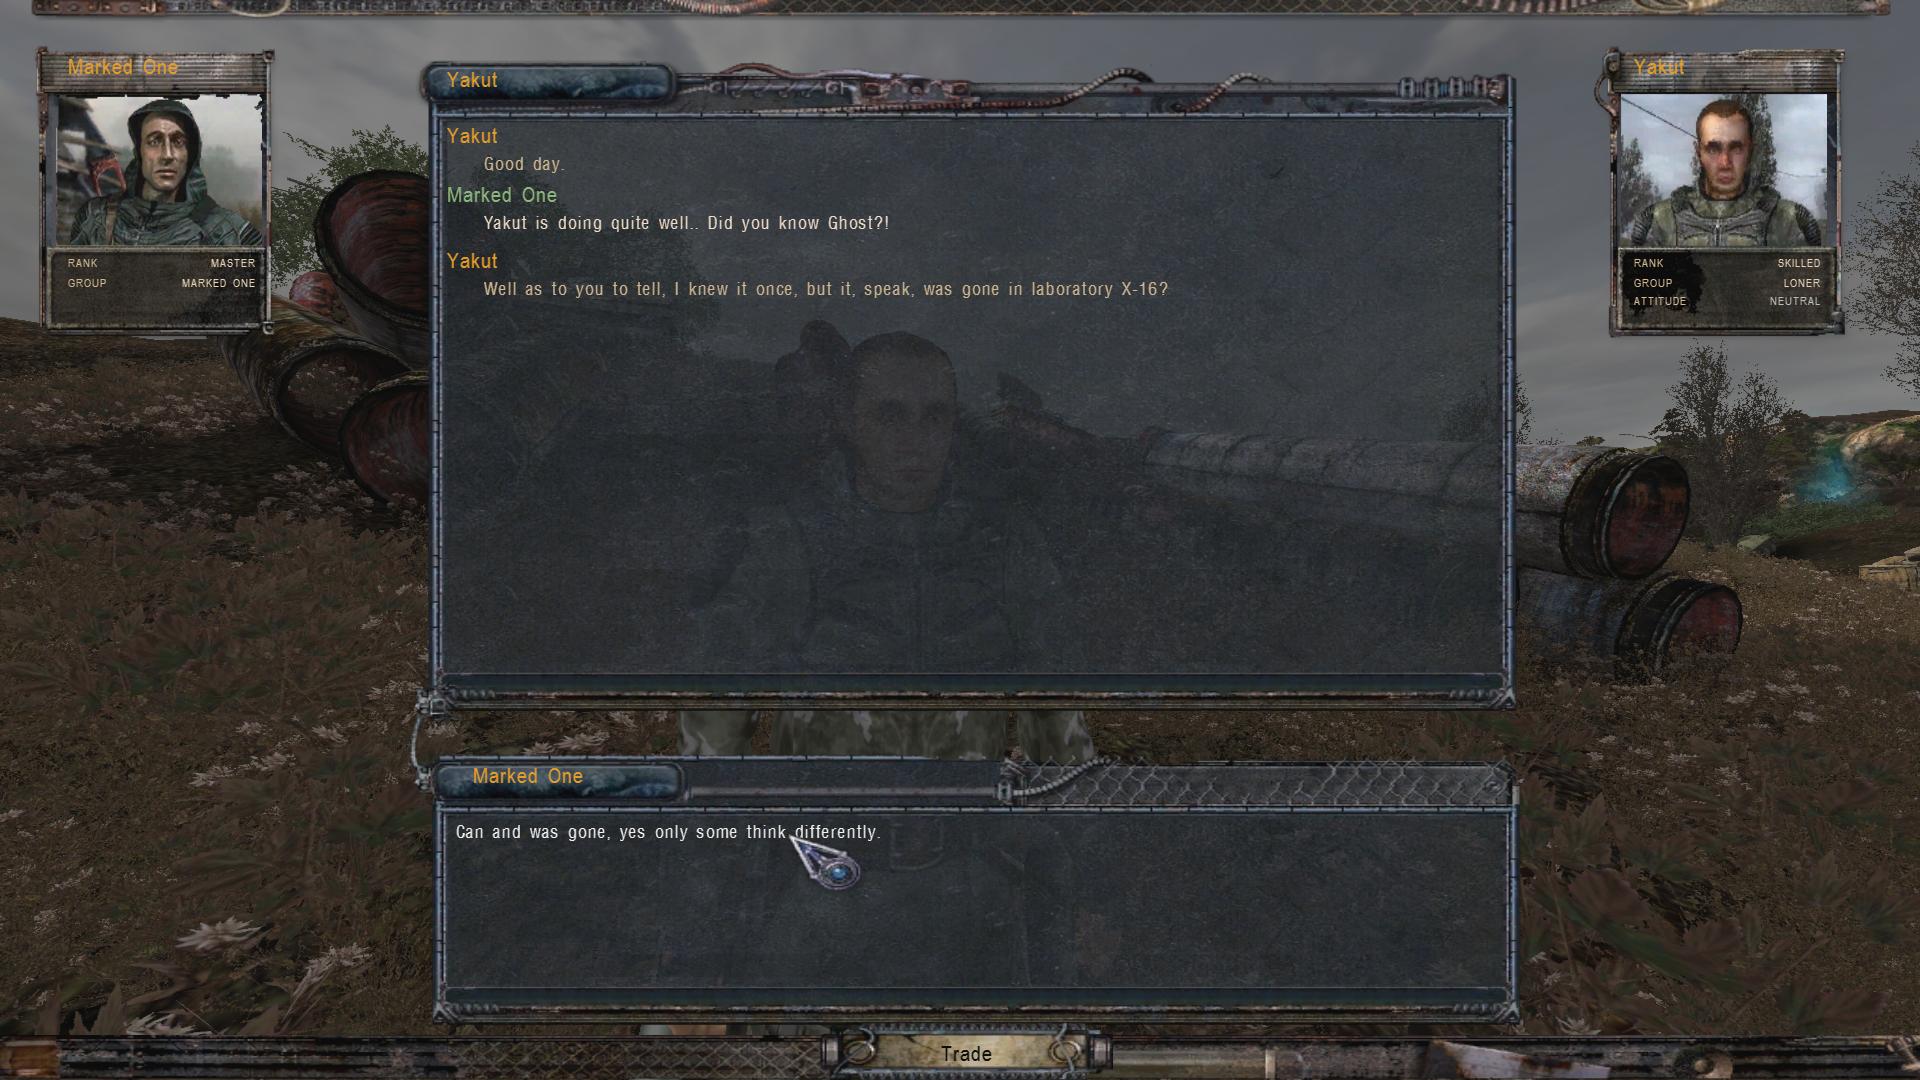 Marked One
RANK MASTER
GROUP MARKED ONE
Yakut
Yakut
Good day.
Marked One
Yakut is doing quite well.. Did you know Ghost?!
Yakut
Well as to you to tell, I knew it once, but it, speak, was gone in laboratory X-16?
Yakut
RANK SKILLED
GROUP LONER
ATTITUDE NEUTRAL
Marked One
Can and was gone, yes only some think differently.
Trade